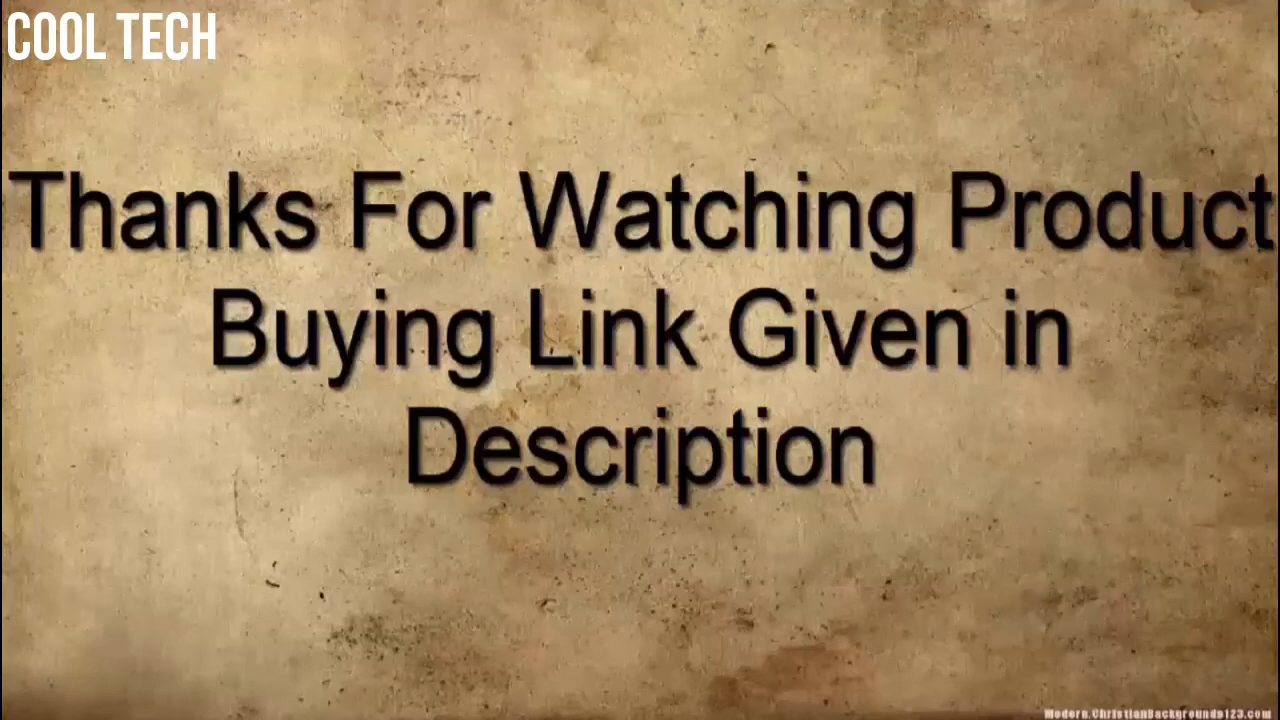 COOL TECH
Thanks For Watching Product
Buying Link Given in
Description
Modern.ChristianBackgrounds123.com